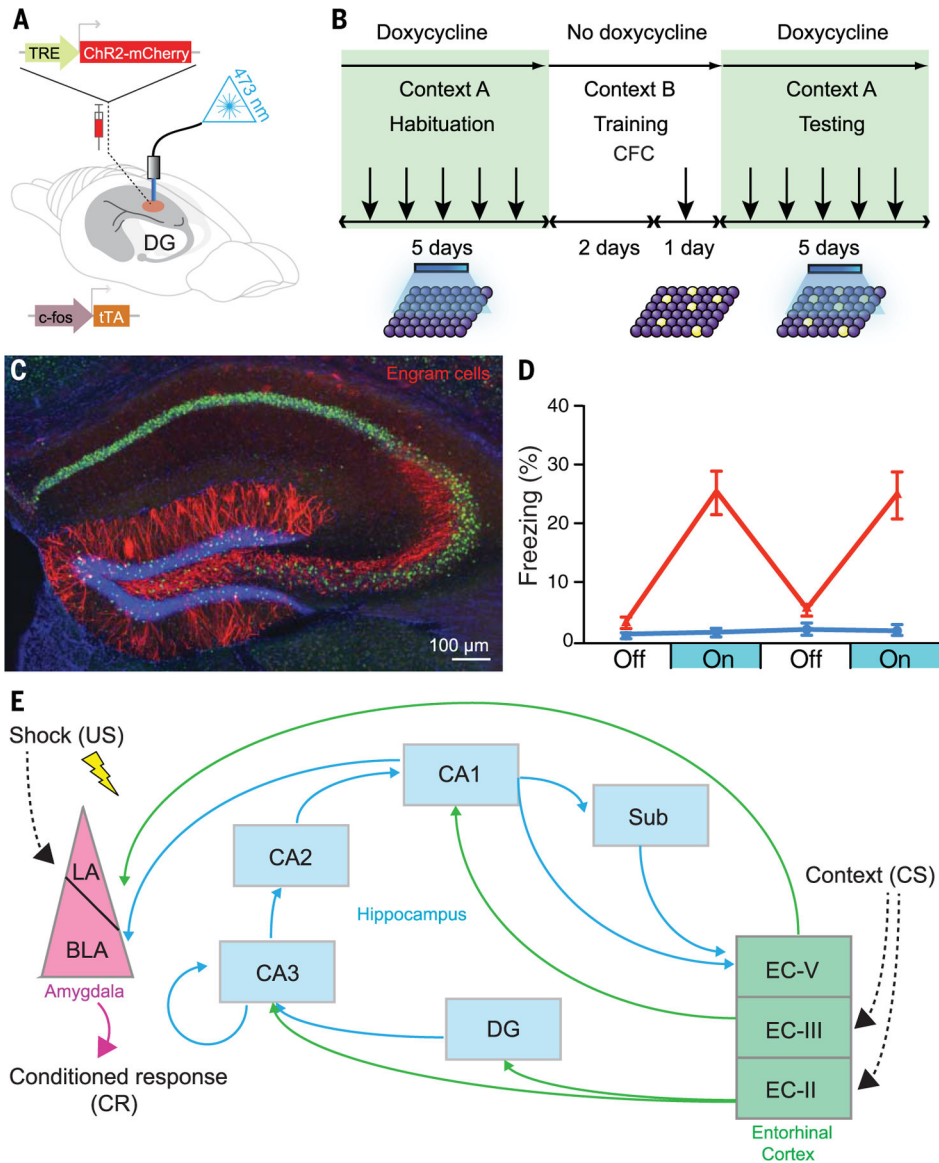 A
TRE
ChR2-mCherry
473 nm
DG
c-fos
tTA
B
Doxycycline
No doxycycline
Doxycycline
Context A
Context B
Context A
Habituation
Training
Testing
CFC
5 days
2 days
1 day
5 days
C
Engram cells
100 µm
D
Freezing (%)
40
30
20
10
0
Off
On
Off
On
E
Shock (US)
LA
BLA
Amygdala
Conditioned response
(CR)
CA1
CA2
CA3
Sub
Hippocampus
DG
Context (CS)
EC-V
EC-III
EC-II
Entorhinal
Cortex